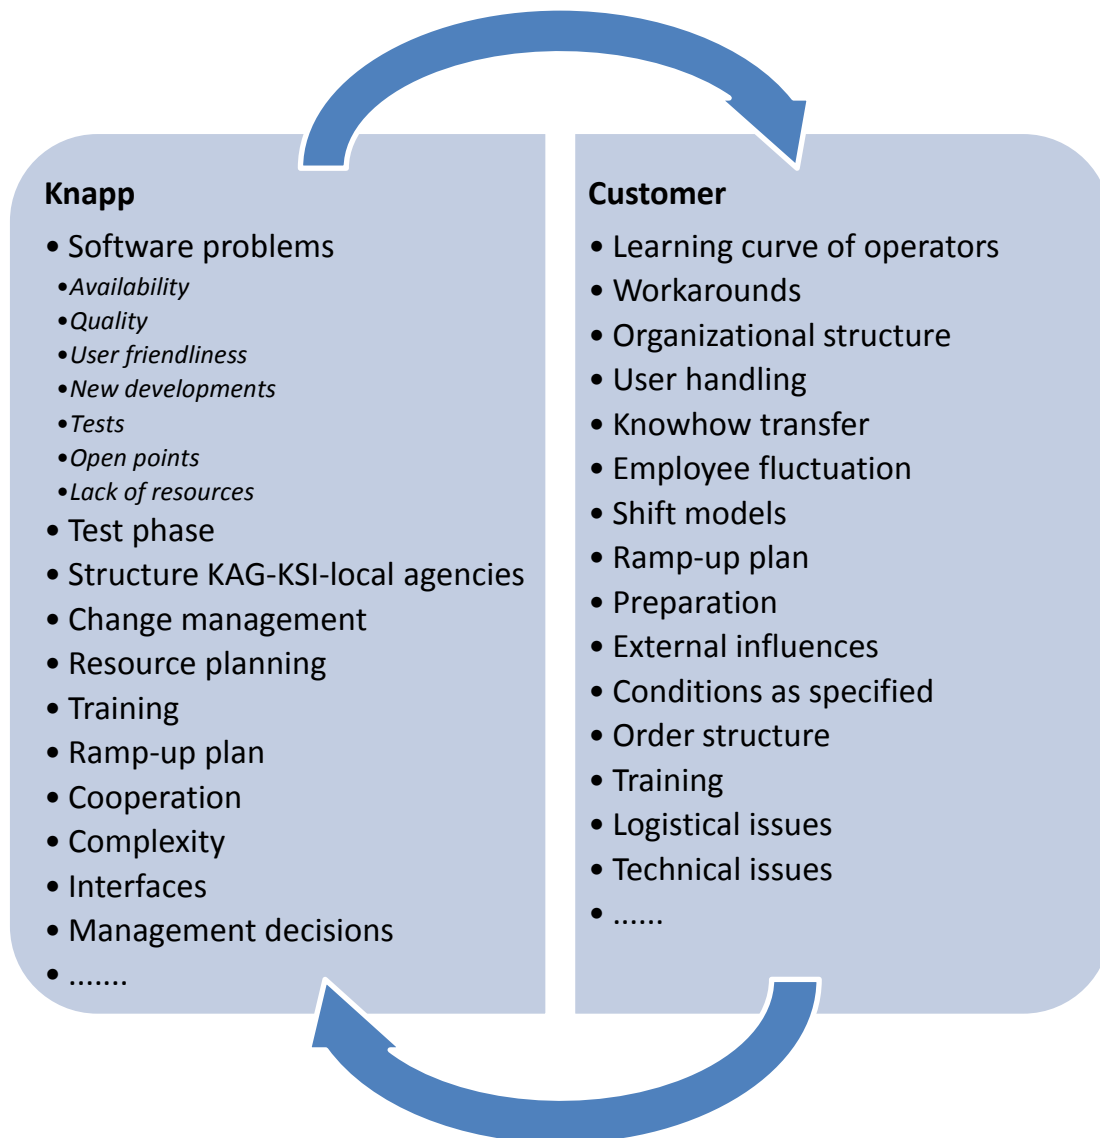 Knapp
• Software problems
•Availability
•Quality
•User friendliness
•New developments
•Tests
•Open points
•Lack of resources
• Test phase
• Structure KAG-KSI-local agencies
• Change management
• Resource planning
• Training
• Ramp-up plan
• Cooperation
• Complexity
• Interfaces
• Management decisions
• .......
Customer
• Learning curve of operators
• Workarounds
• Organizational structure
• User handling
• Knowhow transfer
• Employee fluctuation
• Shift models
• Ramp-up plan
• Preparation
• External influences
• Conditions as specified
• Order structure
• Training
• Logistical issues
• Technical issues
• ......